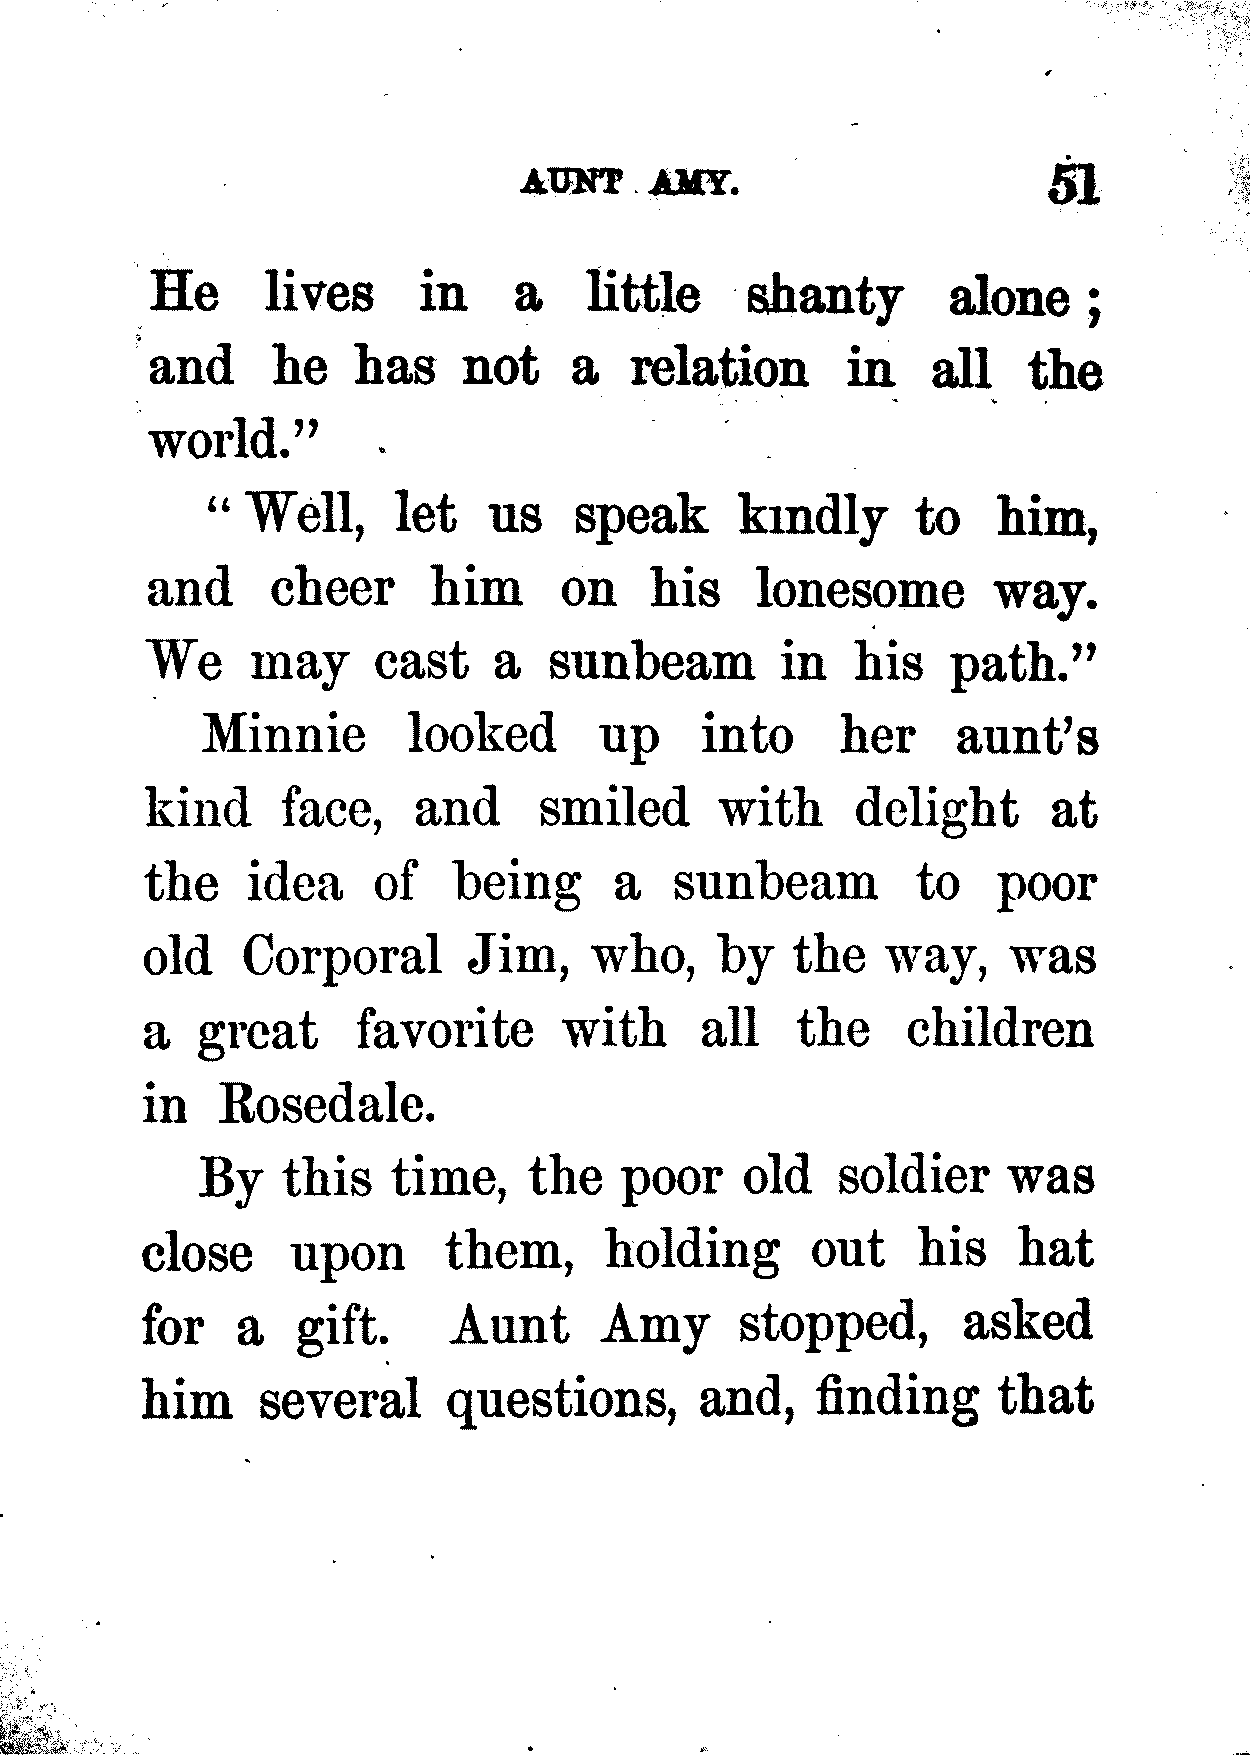 AUNT AMY. 51
He lives in a little shanty alone ;
and he has not a relation in all the
world."
" Well, let us speak kindly to him,
and cheer him on his lonesome way.
We may cast a sunbeam in his path."
Minnie looked up into her aunt's
kind face, and smiled with delight at
the idea of being a sunbeam to poor
old Corporal Jim, who, by the way, was
a great favorite with all the children
in Rosedale.
By this time, the poor old soldier was
close upon them, holding out his hat
for a gift. Aunt Amy stopped, asked
him several questions, and, finding that